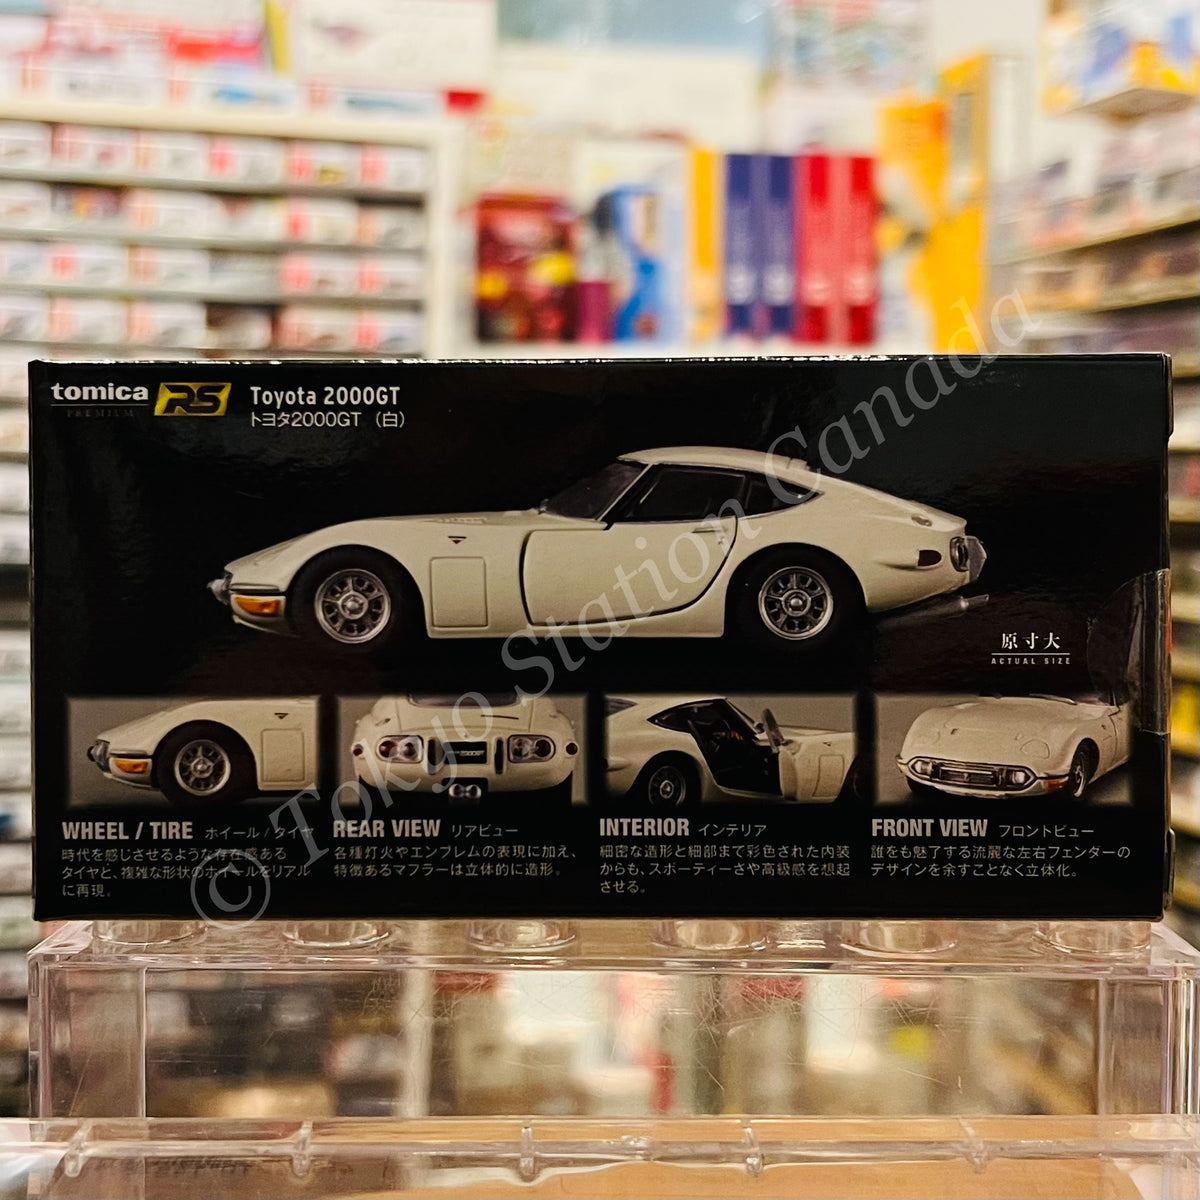 tomica
PREMIUM
RS
Toyota 2000GT
トヨタ2000GT （白）
原寸大
ACTUAL SIZE
WHEEL / TIRE ホイール / タイヤ
時代を感じさせるような存在感ある
タイヤと、複雑な形状のホイールをリアル
に再現。
REAR VIEW リアビュー
各種灯火やエンブレムの表現に加え、
特徴あるマフラーは立体的に造形。
INTERIOR インテリア
細密な造形と細部まで彩色された内装
からも、スポーティーさや高級感を想起
させる。
FRONT VIEW フロントビュー
誰をも魅了する流麗な左右フェンダーの
デザインを余すことなく立体化。
© Tokyo Station Canada